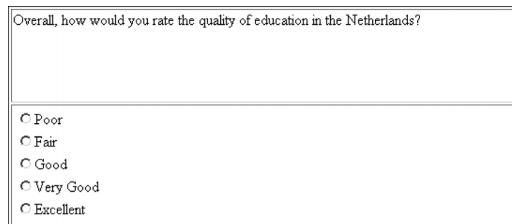 Overall, how would you rate the quality of education in the Netherlands?
Poor
Fair
Good
Very Good
Excellent